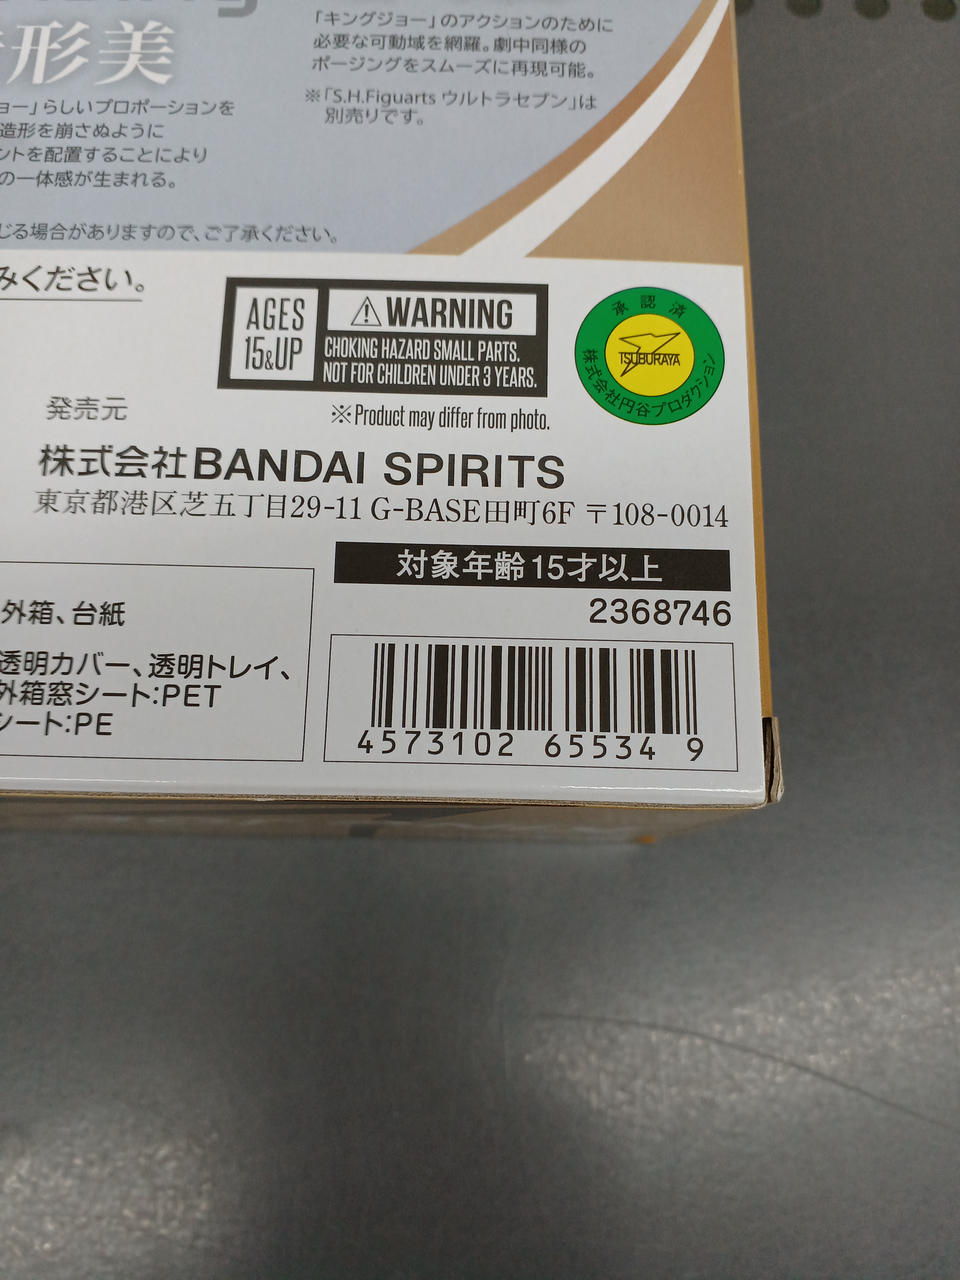 形美
「キングジョー」のアクションのために
必要な可動域を網羅。劇中同様の
ポージングをスムーズに再現可能。
※「S.H.Figuarts ウルトラセブン」は
別売りです。
ョー」らしいプロポーションを
造形を崩さぬように
ントを配置することにより
の一体感が生まれる。
じる場合がありますので、ご了承ください。
みください。
AGES
15&UP
⚠WARNING
CHOKING HAZARD SMALL PARTS.
NOT FOR CHILDREN UNDER 3 YEARS.
※Product may differ from photo.
承認済
TSUBURAYA
株式会社円谷プロダクション
発売元
株式会社BANDAI SPIRITS
東京都港区芝五丁目29-11 G-BASE田町6F 〒108-0014
対象年齢15才以上
2368746
外箱、台紙
透明カバー、透明トレイ、
外箱窓シート:PET
シート:PE
4573102 65534 9